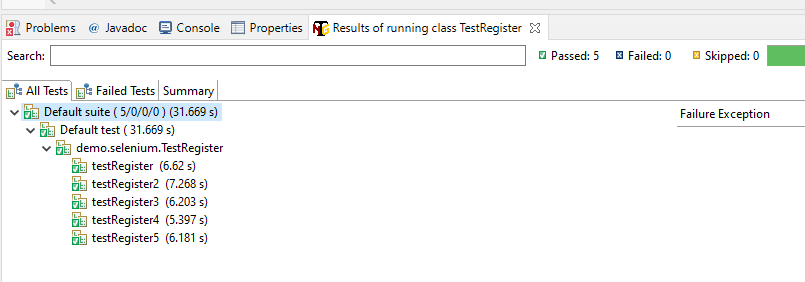 Problems @ Javadoc Console Properties Results of running class TestRegister
Search: Passed: 5 Failed: 0 Skipped: 0
All Tests Failed Tests Summary
Default suite ( 5/0/0/0 ) (31.669 s) Failure Exception
Default test ( 31.669 s)
demo.selenium.TestRegister
testRegister (6.62 s)
testRegister2 (7.268 s)
testRegister3 (6.203 s)
testRegister4 (5.397 s)
testRegister5 (6.181 s)